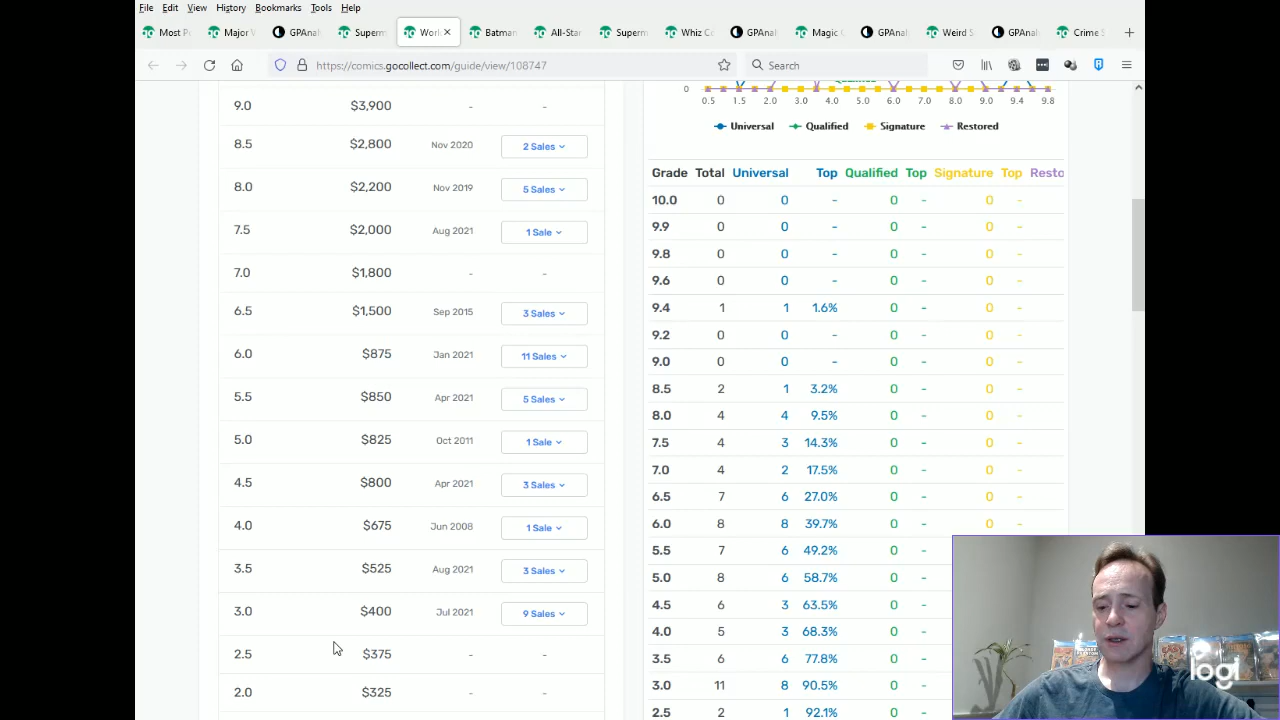 File Edit View History Bookmarks Tools Help
Most P Major V GPAnal Superm Worl Batman All-Star Superm Whiz Co GPAnal Magic C GPAnal Weird S GPAnal Crime S
https://comics.gocollect.com/guide/view/108747 Search
9.0 $3,900 - -
8.5 $2,800 Nov 2020 2 Sales
8.0 $2,200 Nov 2019 5 Sales
7.5 $2,000 Aug 2021 1 Sale
7.0 $1,800 - -
6.5 $1,500 Sep 2015 3 Sales
6.0 $875 Jan 2021 11 Sales
5.5 $850 Apr 2021 5 Sales
5.0 $825 Oct 2011 1 Sale
4.5 $800 Apr 2021 3 Sales
4.0 $675 Jun 2008 1 Sale
3.5 $525 Aug 2021 3 Sales
3.0 $400 Jul 2021 9 Sales
2.5 $375 - -
2.0 $325 - -
0
0.5 1.5 2.0 3.0 4.0 5.0 6.0 7.0 8.0 9.0 9.4 9.8
Universal Qualified Signature Restored
Grade Total Universal Top Qualified Top Signature Top Resto
10.0 0 0 - 0 - 0 -
9.9 0 0 - 0 - 0 -
9.8 0 0 - 0 - 0 -
9.6 0 0 - 0 - 0 -
9.4 1 1 1.6% 0 - 0 -
9.2 0 0 - 0 - 0 -
9.0 0 0 - 0 - 0 -
8.5 2 1 3.2% 0 - 0 -
8.0 4 4 9.5% 0 - 0 -
7.5 4 3 14.3% 0 - 0 -
7.0 4 2 17.5% 0 - 0 -
6.5 7 6 27.0% 0 - 0 -
6.0 8 8 39.7% 0 - 0 -
5.5 7 6 49.2% 0 -
5.0 8 6 58.7% 0 -
4.5 6 3 63.5% 0 -
4.0 5 3 68.3% 0 -
3.5 6 6 77.8% 0 -
3.0 11 8 90.5% 0 -
2.5 2 1 92.1% 0 -
logi